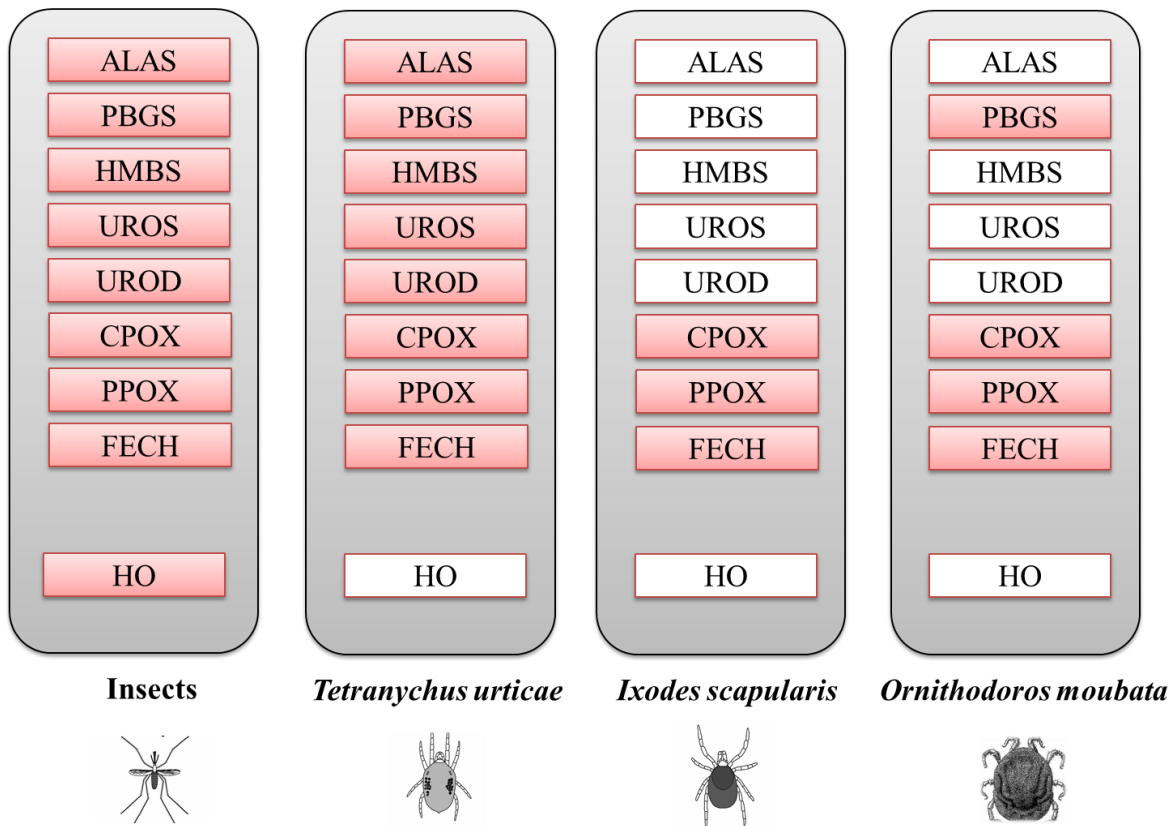 ALAS
PBGS
HMBS
UROS
UROD
CPOX
PPOX
FECH
HO
Insects
ALAS
PBGS
HMBS
UROS
UROD
CPOX
PPOX
FECH
HO
Tetranychus urticae
ALAS
PBGS
HMBS
UROS
UROD
CPOX
PPOX
FECH
HO
Ixodes scapularis
ALAS
PBGS
HMBS
UROS
UROD
CPOX
PPOX
FECH
HO
Ornithodoros moubata